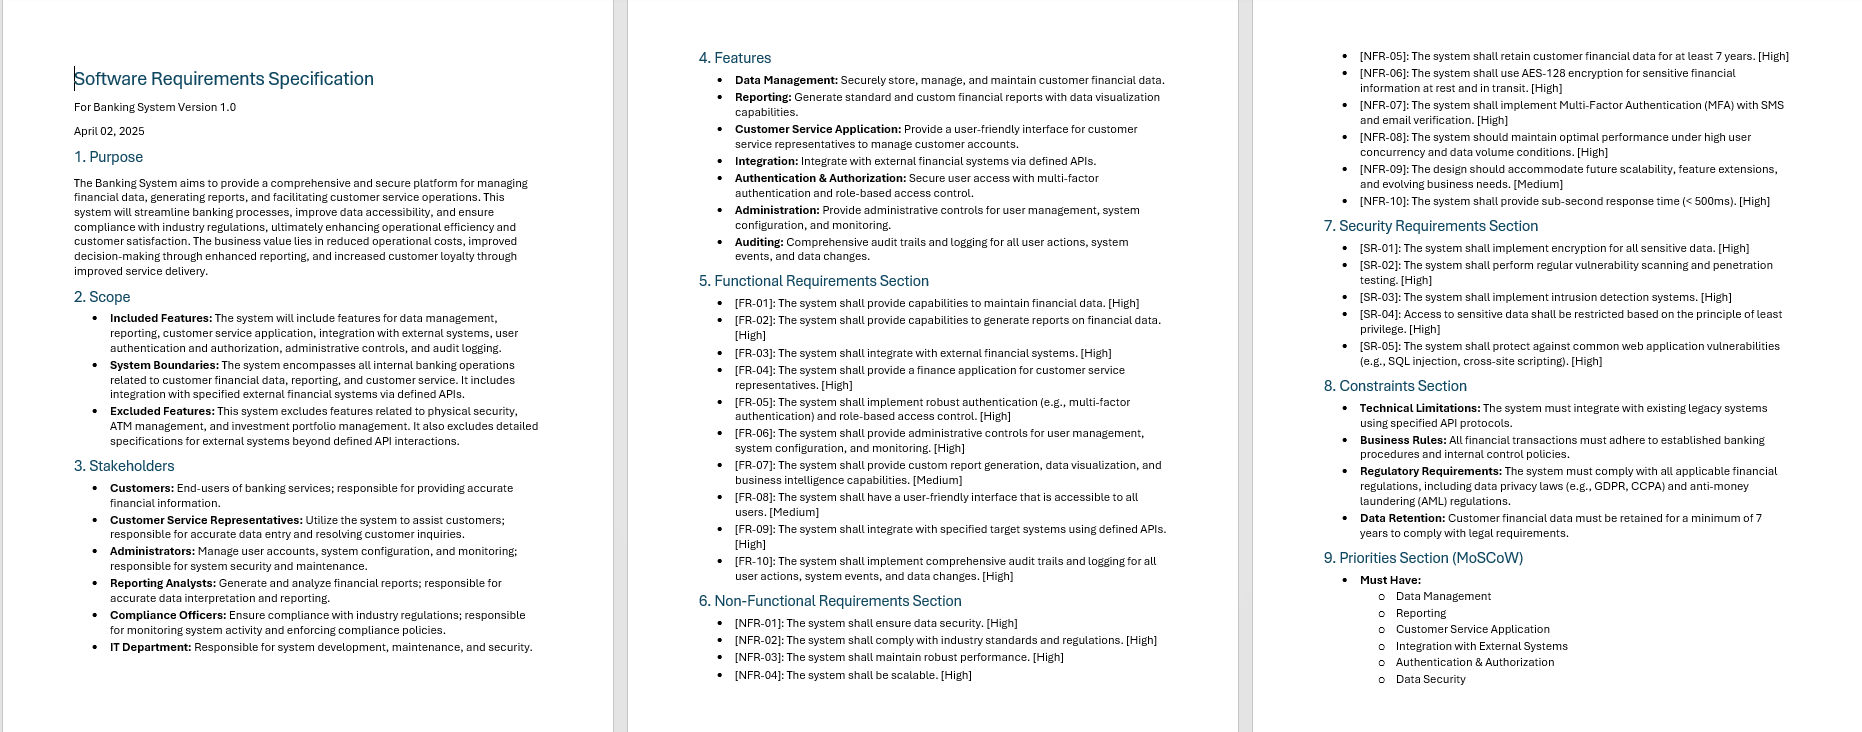 Software Requirements Specification
For Banking System Version 1.0
April 02, 2025
1. Purpose
The Banking System aims to provide a comprehensive and secure platform for managing
financial data, generating reports, and facilitating customer service operations. This
system will streamline banking processes, improve data accessibility, and ensure
compliance with industry regulations, ultimately enhancing operational efficiency and
customer satisfaction. The business value lies in reduced operational costs, improved
decision-making through enhanced reporting, and increased customer loyalty through
improved service delivery.
2. Scope
• Included Features: The system will include features for data management,
reporting, customer service application, integration with external systems, user
authentication and authorization, administrative controls, and audit logging.
• System Boundaries: The system encompasses all internal banking operations
related to customer financial data, reporting, and customer service. It includes
integration with specified external financial systems via defined APIs.
• Excluded Features: This system excludes features related to physical security,
ATM management, and investment portfolio management. It also excludes detailed
specifications for external systems beyond defined API interactions.
3. Stakeholders
• Customers: End-users of banking services; responsible for providing accurate
financial information.
• Customer Service Representatives: Utilize the system to assist customers;
responsible for accurate data entry and resolving customer inquiries.
• Administrators: Manage user accounts, system configuration, and monitoring;
responsible for system security and maintenance.
• Reporting Analysts: Generate and analyze financial reports; responsible for
accurate data interpretation and reporting.
• Compliance Officers: Ensure compliance with industry regulations; responsible
for monitoring system activity and enforcing compliance policies.
• IT Department: Responsible for system development, maintenance, and security.
4. Features
• Data Management: Securely store, manage, and maintain customer financial data.
• Reporting: Generate standard and custom financial reports with data visualization
capabilities.
• Customer Service Application: Provide a user-friendly interface for customer
service representatives to manage customer accounts.
• Integration: Integrate with external financial systems via defined APIs.
• Authentication & Authorization: Secure user access with multi-factor
authentication and role-based access control.
• Administration: Provide administrative controls for user management, system
configuration, and monitoring.
• Auditing: Comprehensive audit trails and logging for all user actions, system
events, and data changes.
5. Functional Requirements Section
• [FR-01]: The system shall provide capabilities to maintain financial data. [High]
• [FR-02]: The system shall provide capabilities to generate reports on financial data.
[High]
• [FR-03]: The system shall integrate with external financial systems. [High]
• [FR-04]: The system shall provide a finance application for customer service
representatives. [High]
• [FR-05]: The system shall implement robust authentication (e.g., multi-factor
authentication) and role-based access control. [High]
• [FR-06]: The system shall provide administrative controls for user management,
system configuration, and monitoring. [High]
• [FR-07]: The system shall provide custom report generation, data visualization, and
business intelligence capabilities. [Medium]
• [FR-08]: The system shall have a user-friendly interface that is accessible to all
users. [Medium]
• [FR-09]: The system shall integrate with specified target systems using defined APIs.
[High]
• [FR-10]: The system shall implement comprehensive audit trails and logging for all
user actions, system events, and data changes. [High]
6. Non-Functional Requirements Section
• [NFR-01]: The system shall ensure data security. [High]
• [NFR-02]: The system shall comply with industry standards and regulations. [High]
• [NFR-03]: The system shall maintain robust performance. [High]
• [NFR-04]: The system shall be scalable. [High]
• [NFR-05]: The system shall retain customer financial data for at least 7 years. [High]
• [NFR-06]: The system shall use AES-128 encryption for sensitive financial
information at rest and in transit. [High]
• [NFR-07]: The system shall implement Multi-Factor Authentication (MFA) with SMS
and email verification. [High]
• [NFR-08]: The system should maintain optimal performance under high user
concurrency and data volume conditions. [High]
• [NFR-09]: The design should accommodate future scalability, feature extensions,
and evolving business needs. [Medium]
• [NFR-10]: The system shall provide sub-second response time (< 500ms). [High]
7. Security Requirements Section
• [SR-01]: The system shall implement encryption for all sensitive data. [High]
• [SR-02]: The system shall perform regular vulnerability scanning and penetration
testing. [High]
• [SR-03]: The system shall implement intrusion detection systems. [High]
• [SR-04]: Access to sensitive data shall be restricted based on the principle of least
privilege. [High]
• [SR-05]: The system shall protect against common web application vulnerabilities
(e.g., SQL injection, cross-site scripting). [High]
8. Constraints Section
• Technical Limitations: The system must integrate with existing legacy systems
using specified API protocols.
• Business Rules: All financial transactions must adhere to established banking
procedures and internal control policies.
• Regulatory Requirements: The system must comply with all applicable financial
regulations, including data privacy laws (e.g., GDPR, CCPA) and anti-money
laundering (AML) regulations.
• Data Retention: Customer financial data must be retained for a minimum of 7
years to comply with legal requirements.
9. Priorities Section (MoSCoW)
• Must Have:
o Data Management
o Reporting
o Customer Service Application
o Integration with External Systems
o Authentication & Authorization
o Data Security